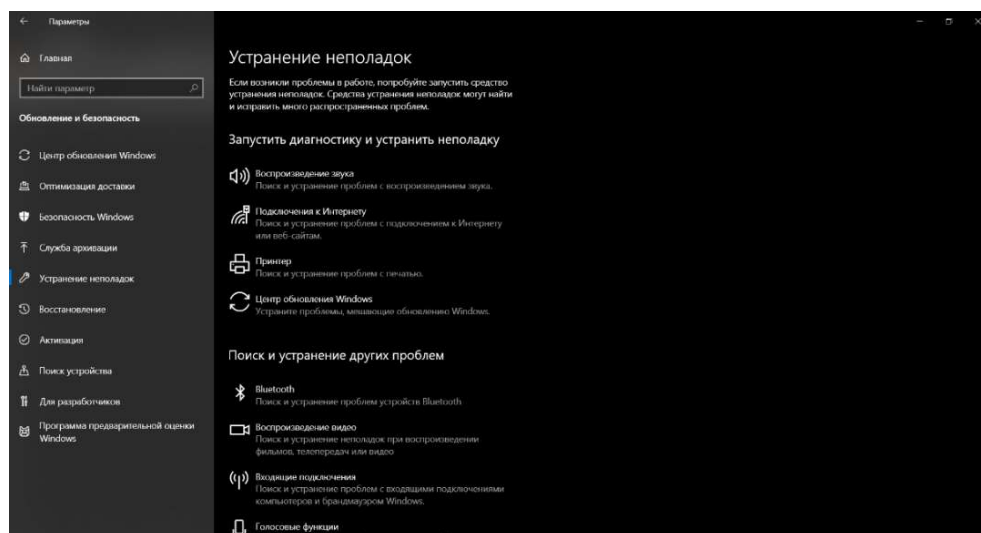 Параметры
Главная
Найти параметр
Обновление и безопасность
Центр обновления Windows
Оптимизация доставки
Безопасность Windows
Служба архивации
Устранение неполадок
Восстановление
Активация
Поиск устройства
Для разработчиков
Программа предварительной оценки
Windows
Устранение неполадок
Если возникли проблемы в работе, попробуйте запустить средство
устранения неполадок. Средства устранения неполадок могут найти
и исправить много распространенных проблем.
Запустить диагностику и устранить неполадку
Воспроизведение звука
Поиск и устранение проблем с воспроизведением звука.
Подключения к Интернету
Поиск и устранение проблем с подключением к Интернету
или веб-сайтам.
Принтер
Поиск и устранение проблем с печатью.
Центр обновления Windows
Устраните проблемы, мешающие обновлению Windows.
Поиск и устранение других проблем
Bluetooth
Поиск и устранение проблем устройств Bluetooth
Воспроизведение видео
Поиск и устранение неполадок при воспроизведении
фильмов, телепередач или видео
Входящие подключения
Поиск и устранение проблем с входящими подключениями
компьютеров и брандмауэром Windows.
Голосовые функции